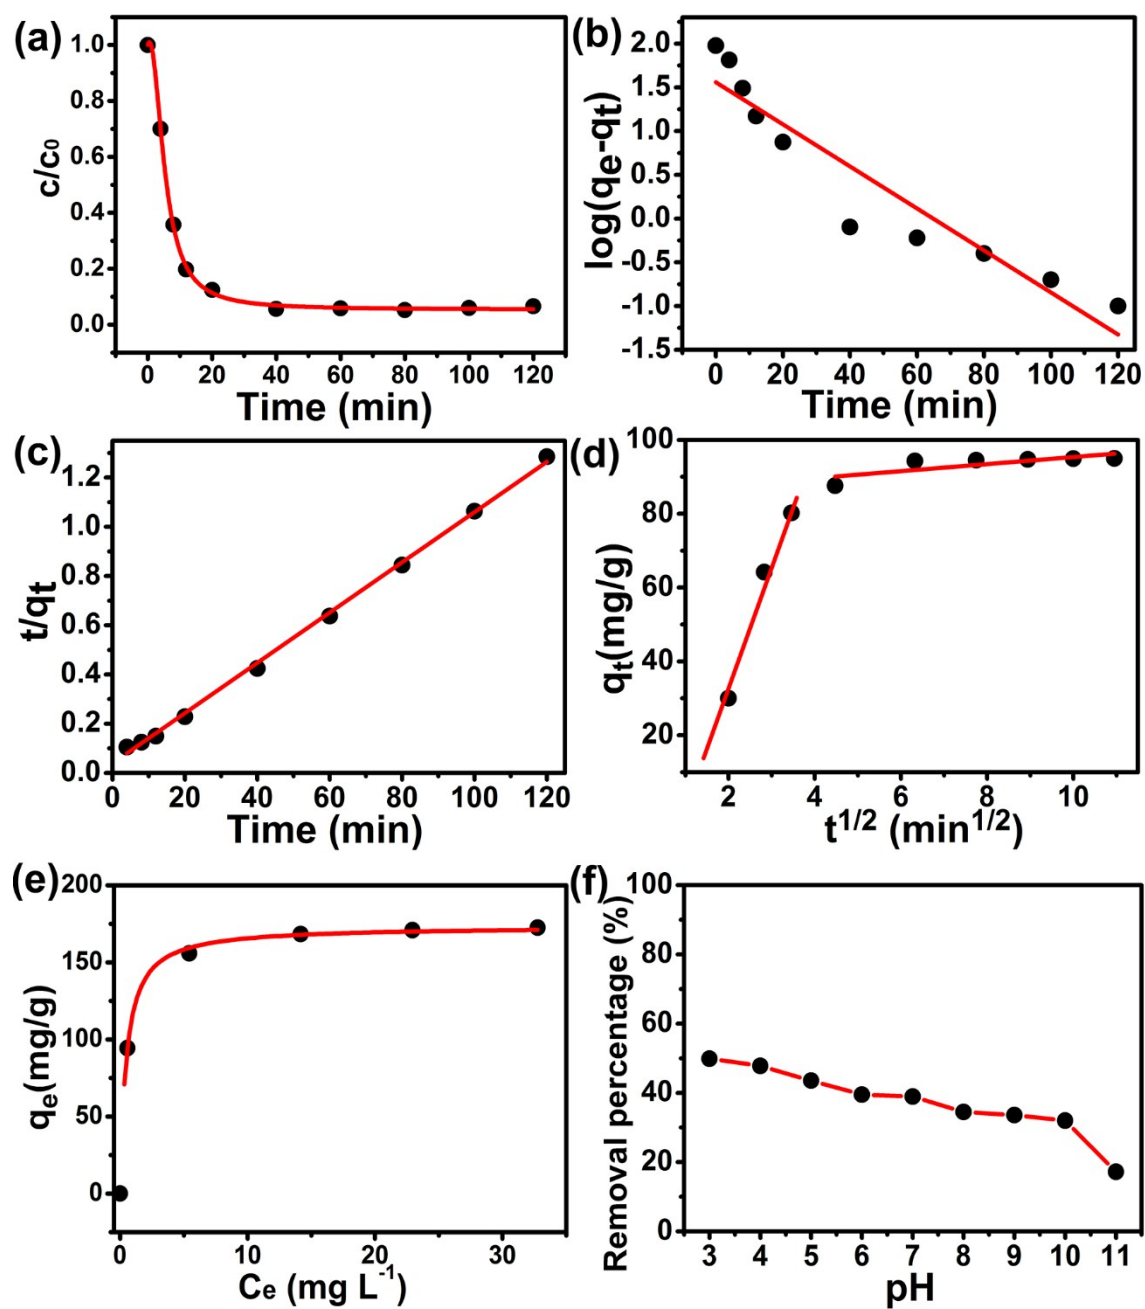 (a)
c/c0
1.0
0.8
0.6
0.4
0.2
0.0
0 20 40 60 80 100 120
Time (min)
(b)
log(qe-qt)
2.0
1.5
1.0
0.5
0.0
-0.5
-1.0
-1.5
0 20 40 60 80 100 120
Time (min)
(c)
t/qt
1.2
1.0
0.8
0.6
0.4
0.2
0.0
0 20 40 60 80 100 120
Time (min)
(d)
qt(mg/g)
100
80
60
40
20
2 4 6 8 10
t1/2 (min1/2)
(e)
qe(mg/g)
200
150
100
50
0
0 10 20 30
Ce (mg L-1)
(f)
Removal percentage (%)
100
80
60
40
20
0
3 4 5 6 7 8 9 10 11
pH